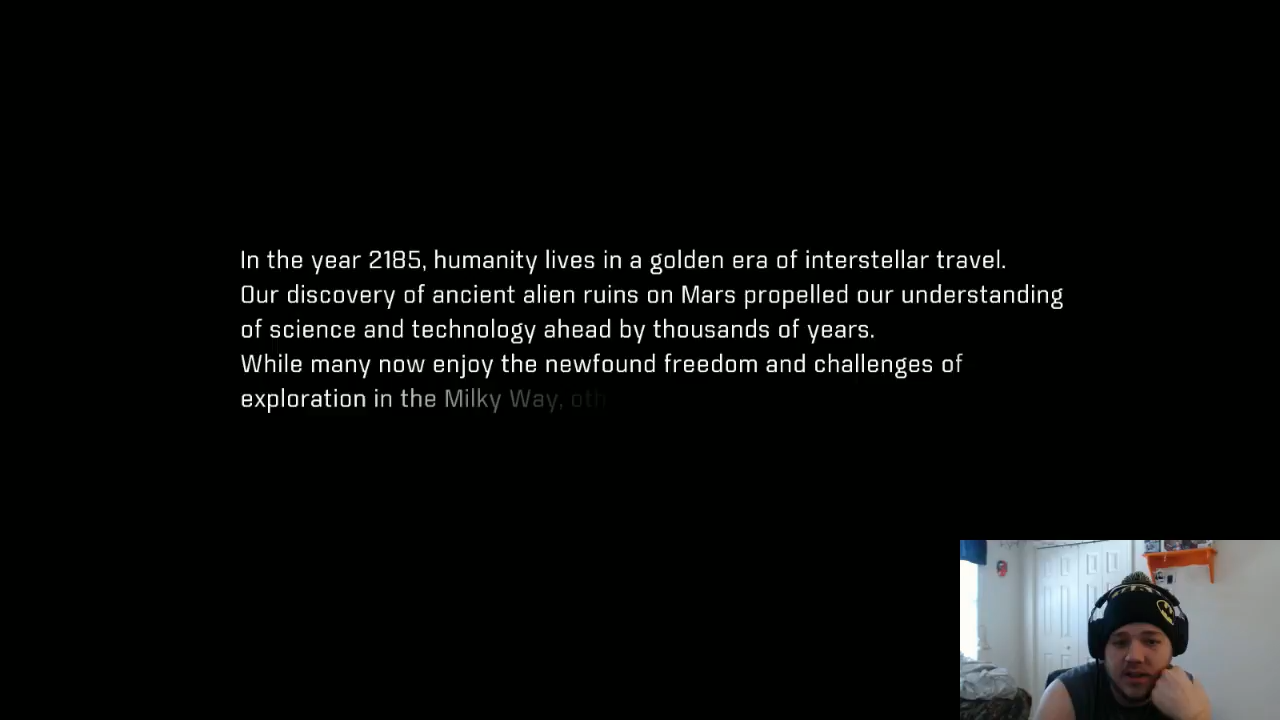 In the year 2185, humanity lives in a golden era of interstellar travel.
Our discovery of ancient alien ruins on Mars propelled our understanding
of science and technology ahead by thousands of years.
While many now enjoy the newfound freedom and challenges of
exploration in the Milky Way, oth